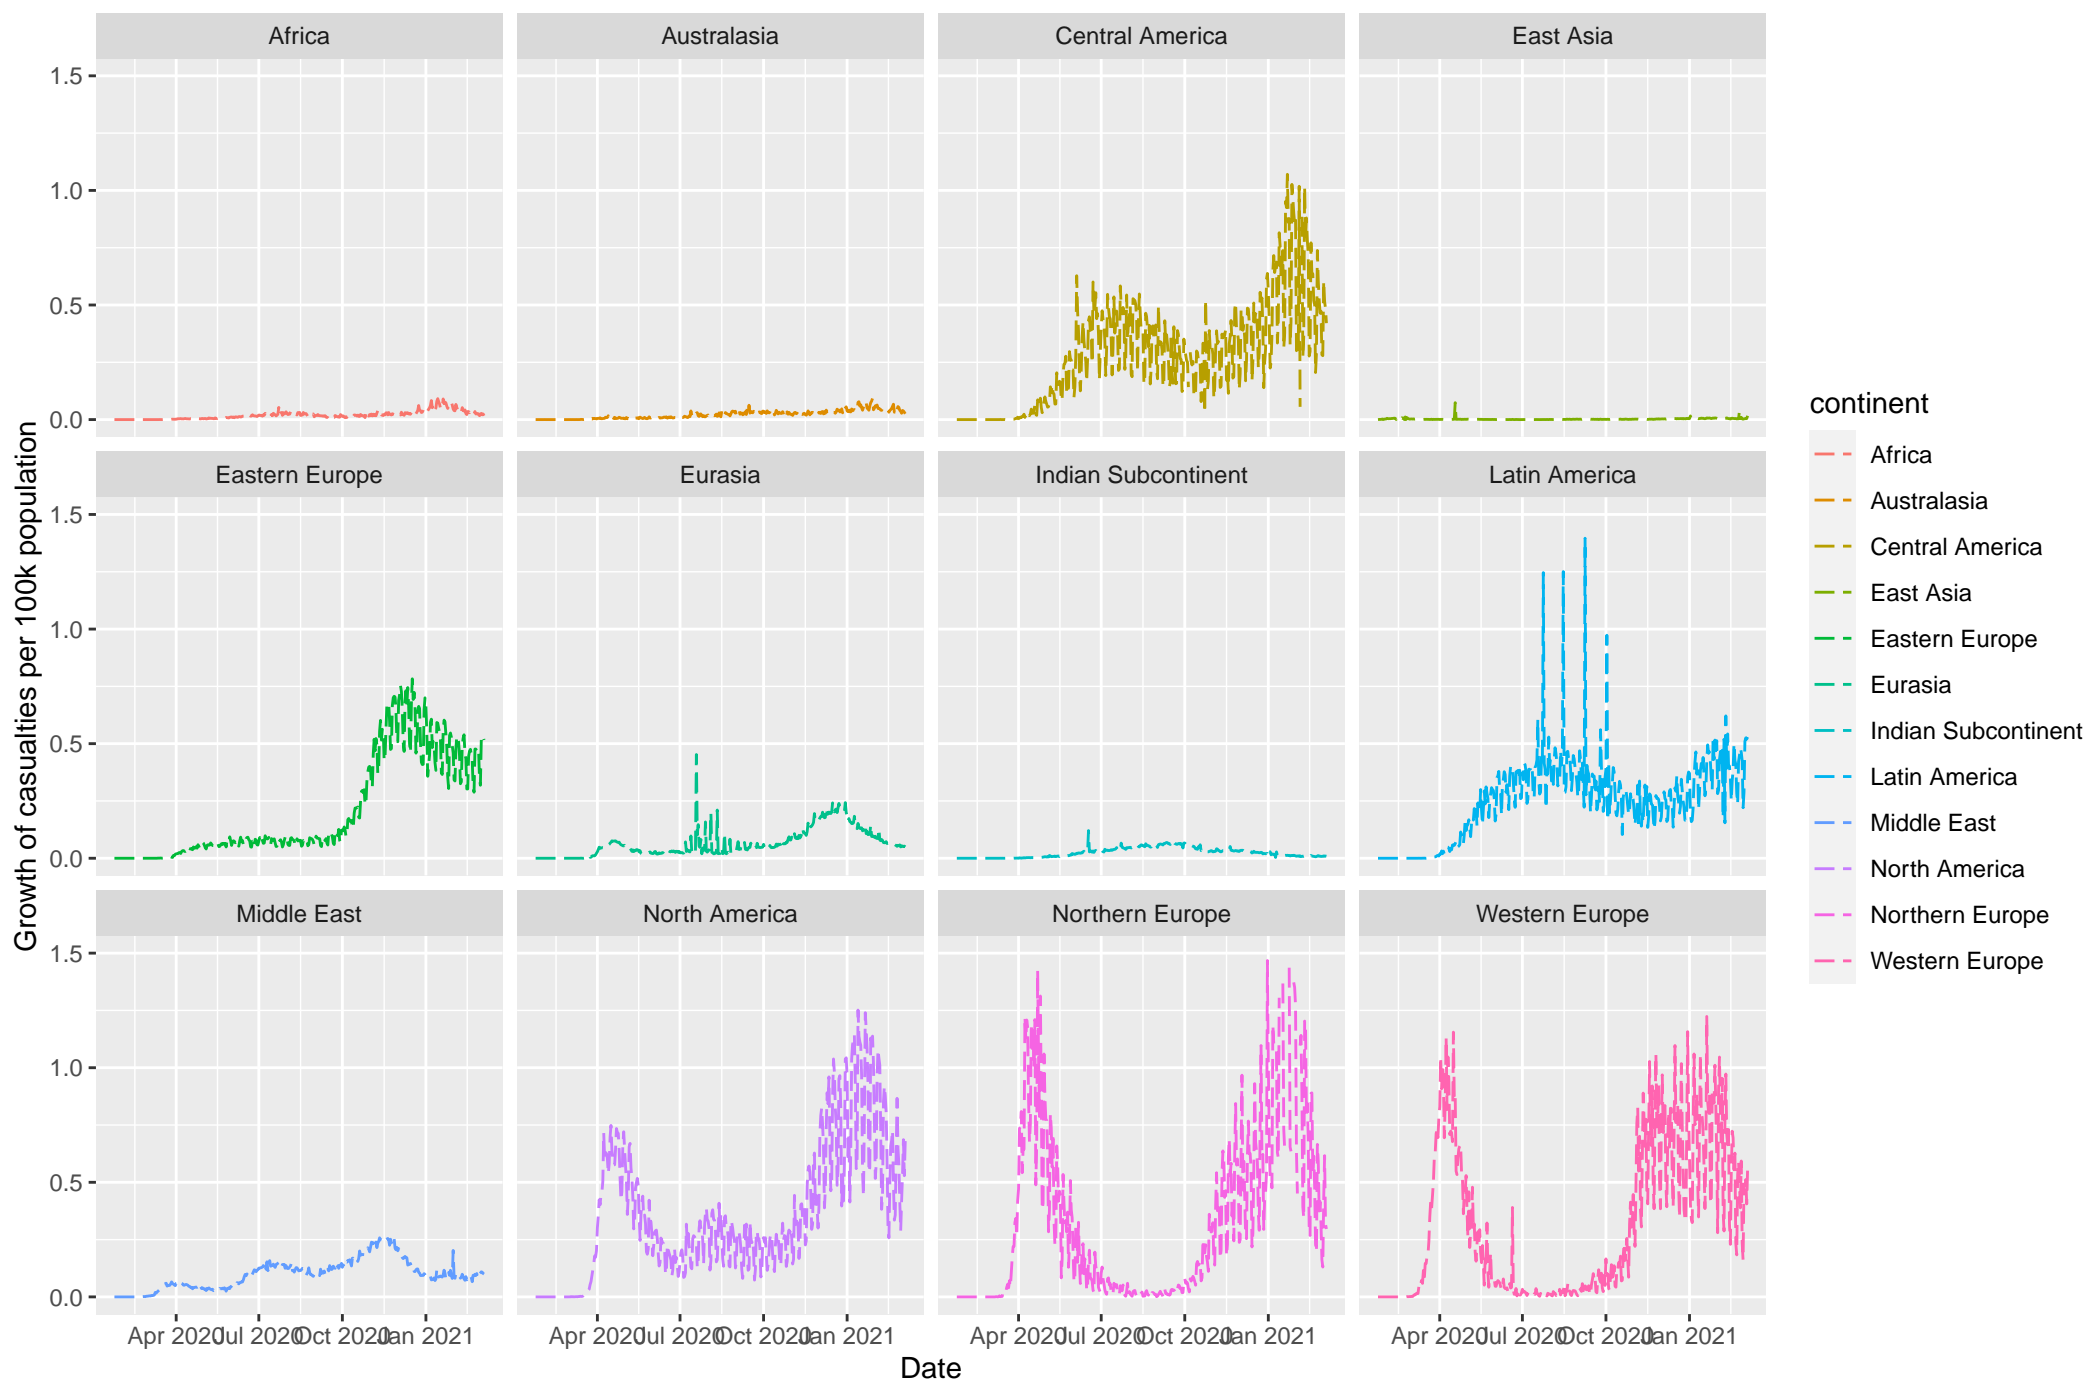 Africa
Australasia
Central America
East Asia
1.5
1.0
0.5
0.0
Eastern Europe
Eurasia
Indian Subcontinent
Latin America
1.5
1.0
0.5
0.0
Middle East
North America
Northern Europe
Western Europe
1.5
1.0
0.5
0.0
Apr 2020 Jul 2020 Oct 2020 Jan 2021
Apr 2020 Jul 2020 Oct 2020 Jan 2021
Apr 2020 Jul 2020 Oct 2020 Jan 2021
Apr 2020 Jul 2020 Oct 2020 Jan 2021
Date
Growth of casualties per 100k population
continent
Africa
Australasia
Central America
East Asia
Eastern Europe
Eurasia
Indian Subcontinent
Latin America
Middle East
North America
Northern Europe
Western Europe